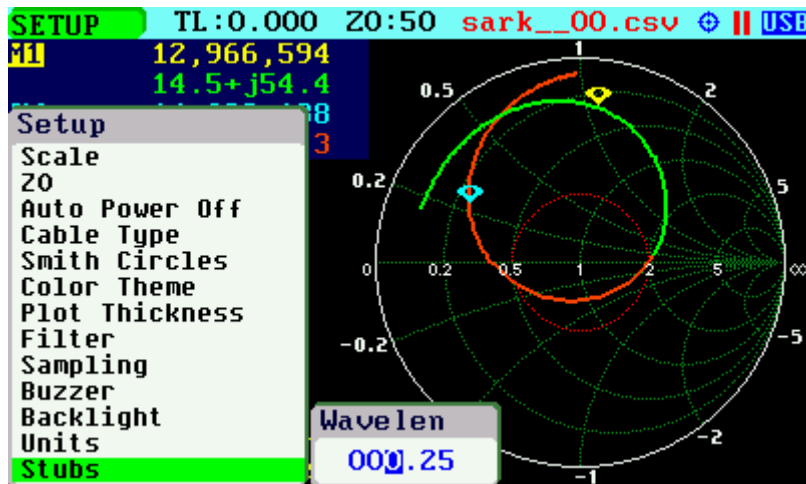 SETUP TL:0.000 Z0:50 sark__00.csv USB
M1 12,966,594
14.5+j54.4
8
3
Setup
Scale
Z0
Auto Power Off
Cable Type
Smith Circles
Color Theme
Plot Thickness
Filter
Sampling
Buzzer
Backlight
Units
Stubs
Wavelen
000.25
1
0.5
2
0.2
5
0
0.2
0.5
1
2
5
∞
-0.2
-5
-2
-1